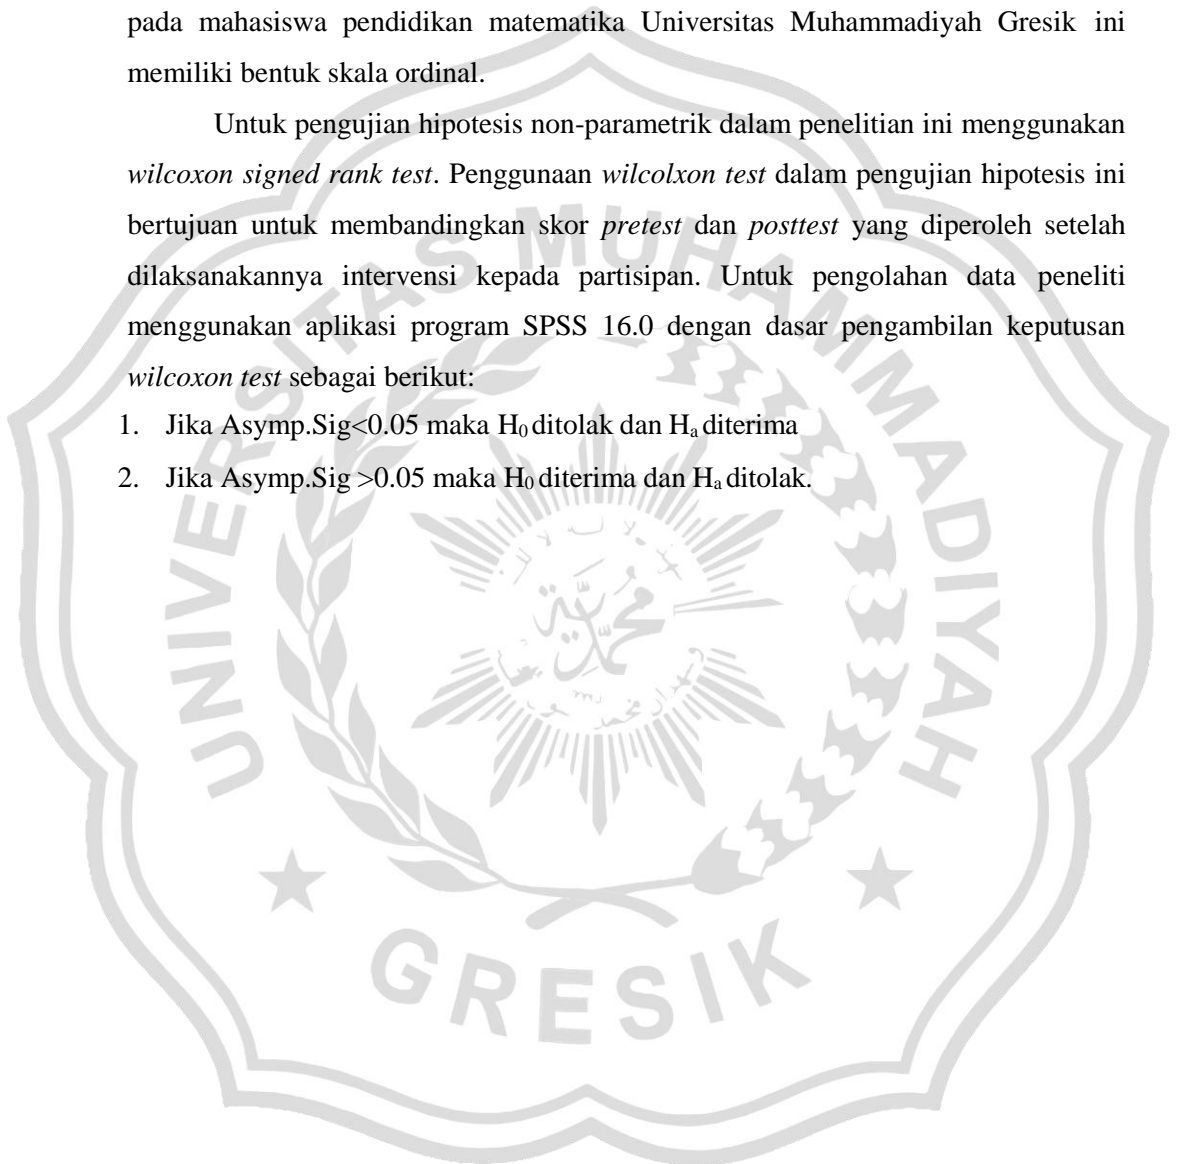 pada mahasiswa pendidikan matematika Universitas Muhammadiyah Gresik ini
memiliki bentuk skala ordinal.
Untuk pengujian hipotesis non-parametrik dalam penelitian ini menggunakan
wilcoxon signed rank test. Penggunaan wilcolxon test dalam pengujian hipotesis ini
bertujuan untuk membandingkan skor pretest dan posttest yang diperoleh setelah
dilaksanakannya intervensi kepada partisipan. Untuk pengolahan data peneliti
menggunakan aplikasi program SPSS 16.0 dengan dasar pengambilan keputusan
wilcoxon test sebagai berikut:
1. Jika Asymp.Sig<0.05 maka H₀ ditolak dan Hₐ diterima
2. Jika Asymp.Sig >0.05 maka H₀ diterima dan Hₐ ditolak.
UNIVERSITAS MUHAMMADIYAH
GRESIK